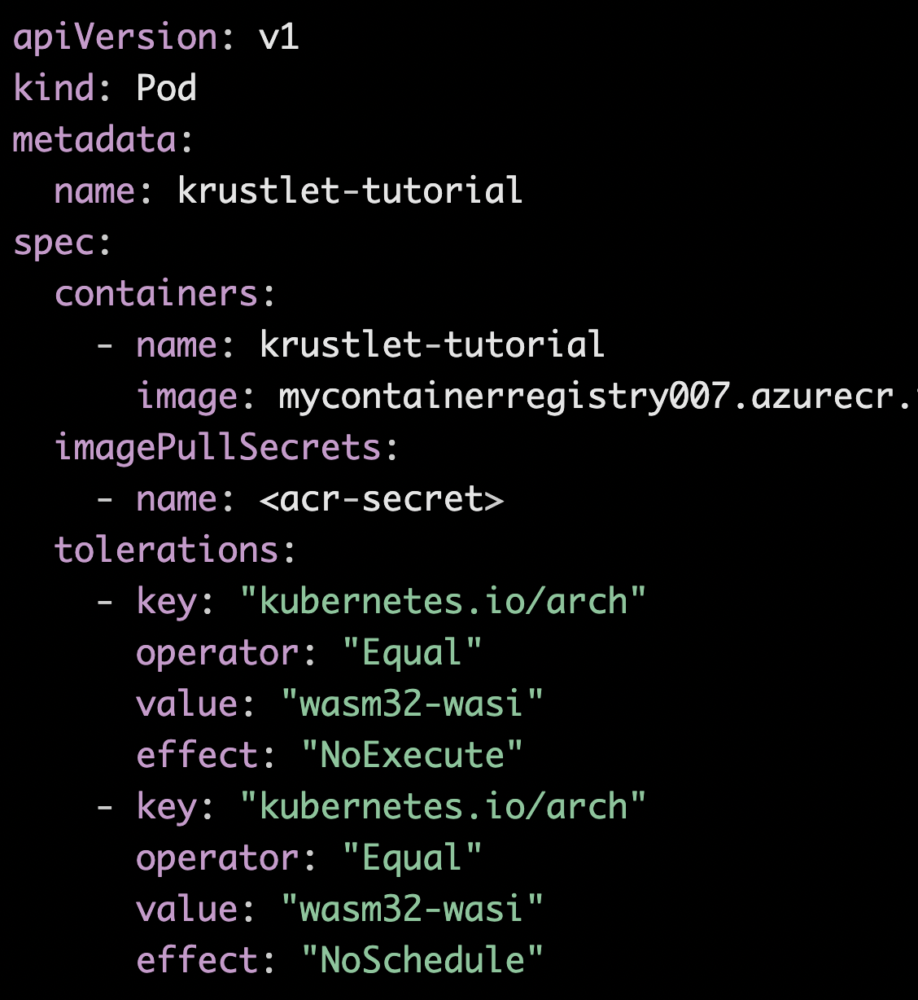 apiVersion: v1
kind: Pod
metadata:
  name: krustlet-tutorial
spec:
  containers:
    - name: krustlet-tutorial
      image: mycontainerregistry007.azurecr.
  imagePullSecrets:
    - name: <acr-secret>
  tolerations:
    - key: "kubernetes.io/arch"
      operator: "Equal"
      value: "wasm32-wasi"
      effect: "NoExecute"
    - key: "kubernetes.io/arch"
      operator: "Equal"
      value: "wasm32-wasi"
      effect: "NoSchedule"